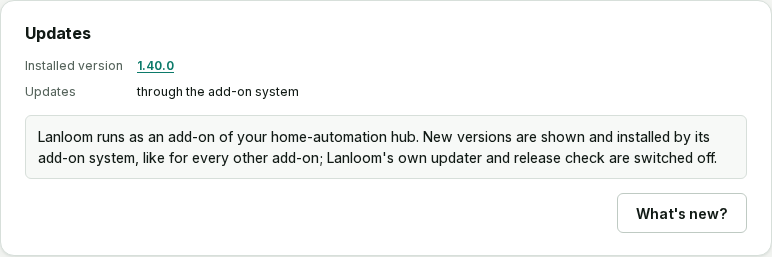 Updates
Installed version 1.40.0
Updates through the add-on system
Lanloom runs as an add-on of your home-automation hub. New versions are shown and installed by its
add-on system, like for every other add-on; Lanloom's own updater and release check are switched off.
What's new?